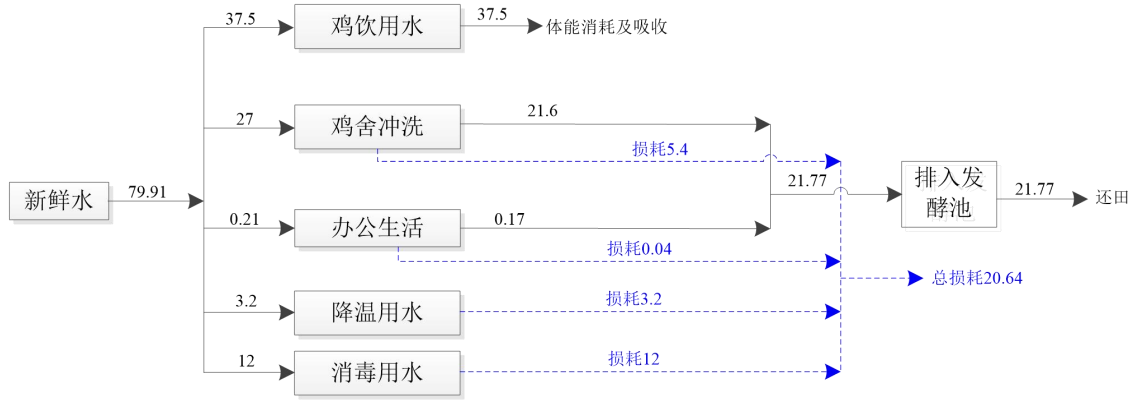 37.5
鸡饮用水
37.5
体能消耗及吸收
27
鸡舍冲洗
21.6
损耗5.4
新鲜水
79.91
21.77
排入发
酵池
21.77
还田
0.21
办公生活
0.17
损耗0.04
总损耗20.64
3.2
降温用水
损耗3.2
12
消毒用水
损耗12